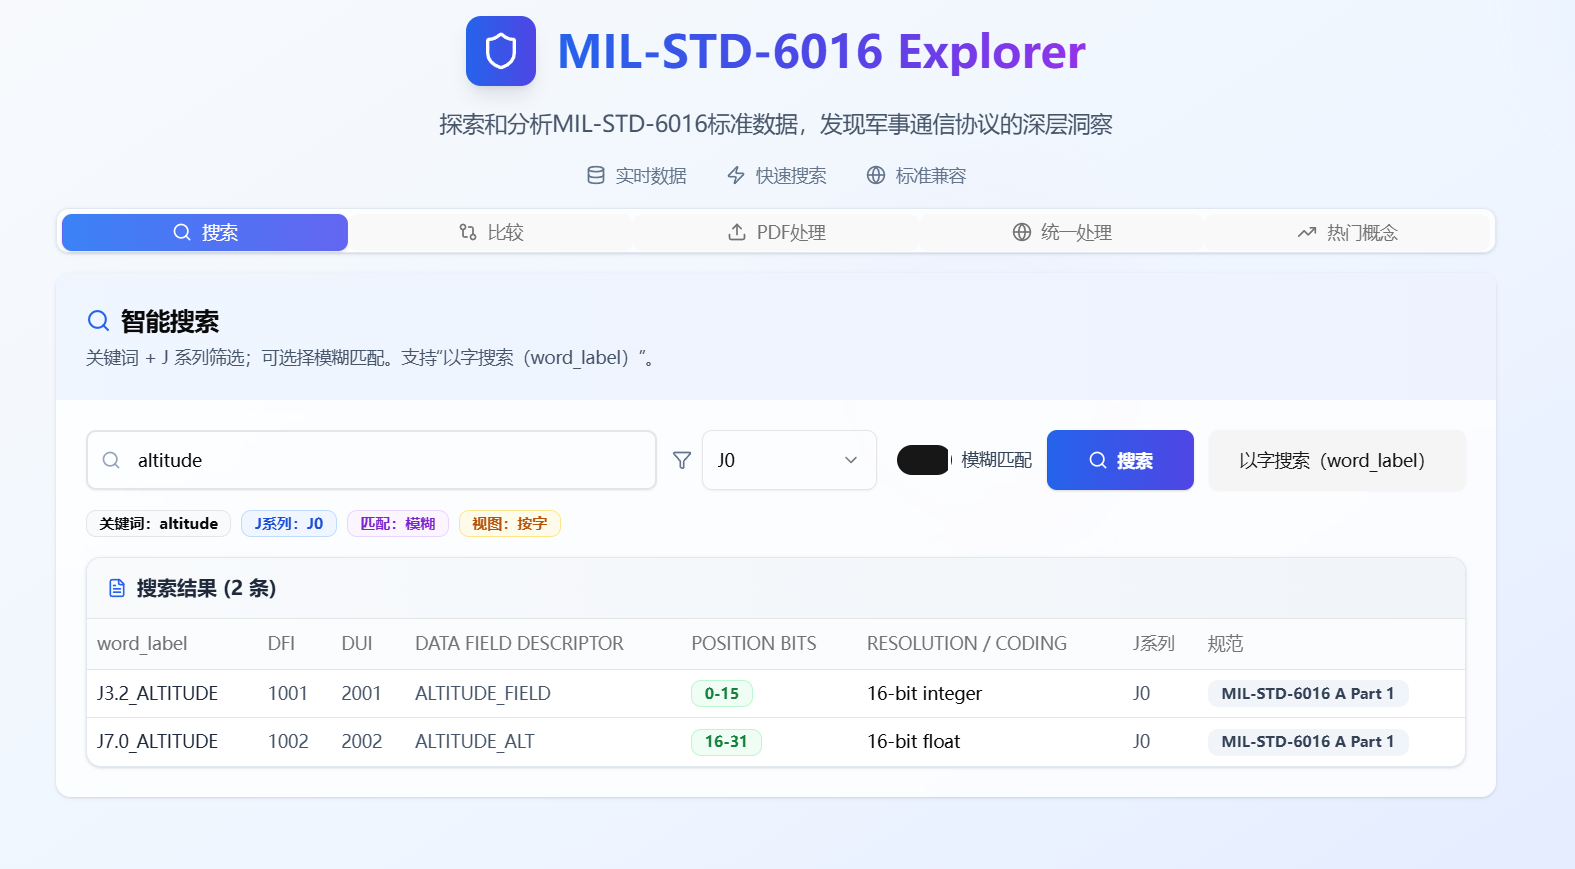 MIL-STD-6016 Explorer
探索和分析MIL-STD-6016标准数据，发现军事通信协议的深层洞察
实时数据 快速搜索 标准兼容
搜索 比较 PDF处理 统一处理 热门概念
智能搜索
关键词 + J 系列筛选；可选择模糊匹配。支持“以字搜索（word_label）”。
altitude J0 模糊匹配 搜索 以字搜索（word_label）
关键词：altitude J系列：J0 匹配：模糊 视图：按字
搜索结果 (2 条)
word_label DFI DUI DATA FIELD DESCRIPTOR POSITION BITS RESOLUTION / CODING J系列 规范
J3.2_ALTITUDE 1001 2001 ALTITUDE_FIELD 0-15 16-bit integer J0 MIL-STD-6016 A Part 1
J7.0_ALTITUDE 1002 2002 ALTITUDE_ALT 16-31 16-bit float J0 MIL-STD-6016 A Part 1